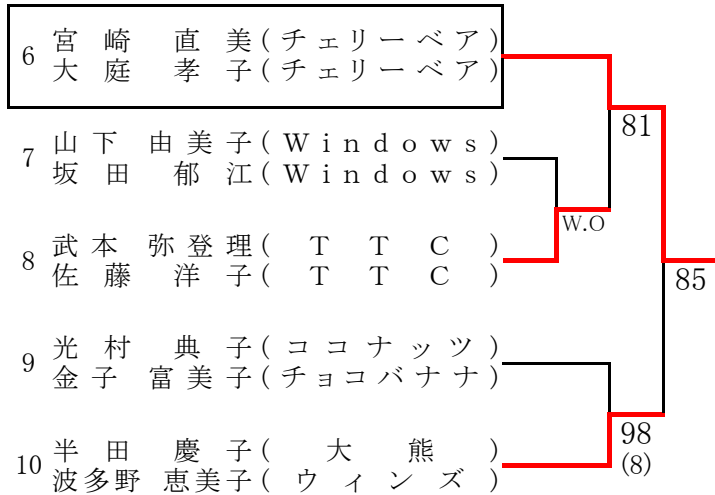 6 宮崎 直美(チェリーベア)
大庭 孝子(チェリーベア)
81
7 山下 由美子(Windows)
坂田 郁江(Windows)
W.O
8 武本 弥登理(TTC)
佐藤 洋子(TTC)
85
9 光村 典子(ココナッツ)
金子 富美子(チョコバナナ)
98
(8)
10 半田 慶子(大熊)
波多野 恵美子(ウィンズ)